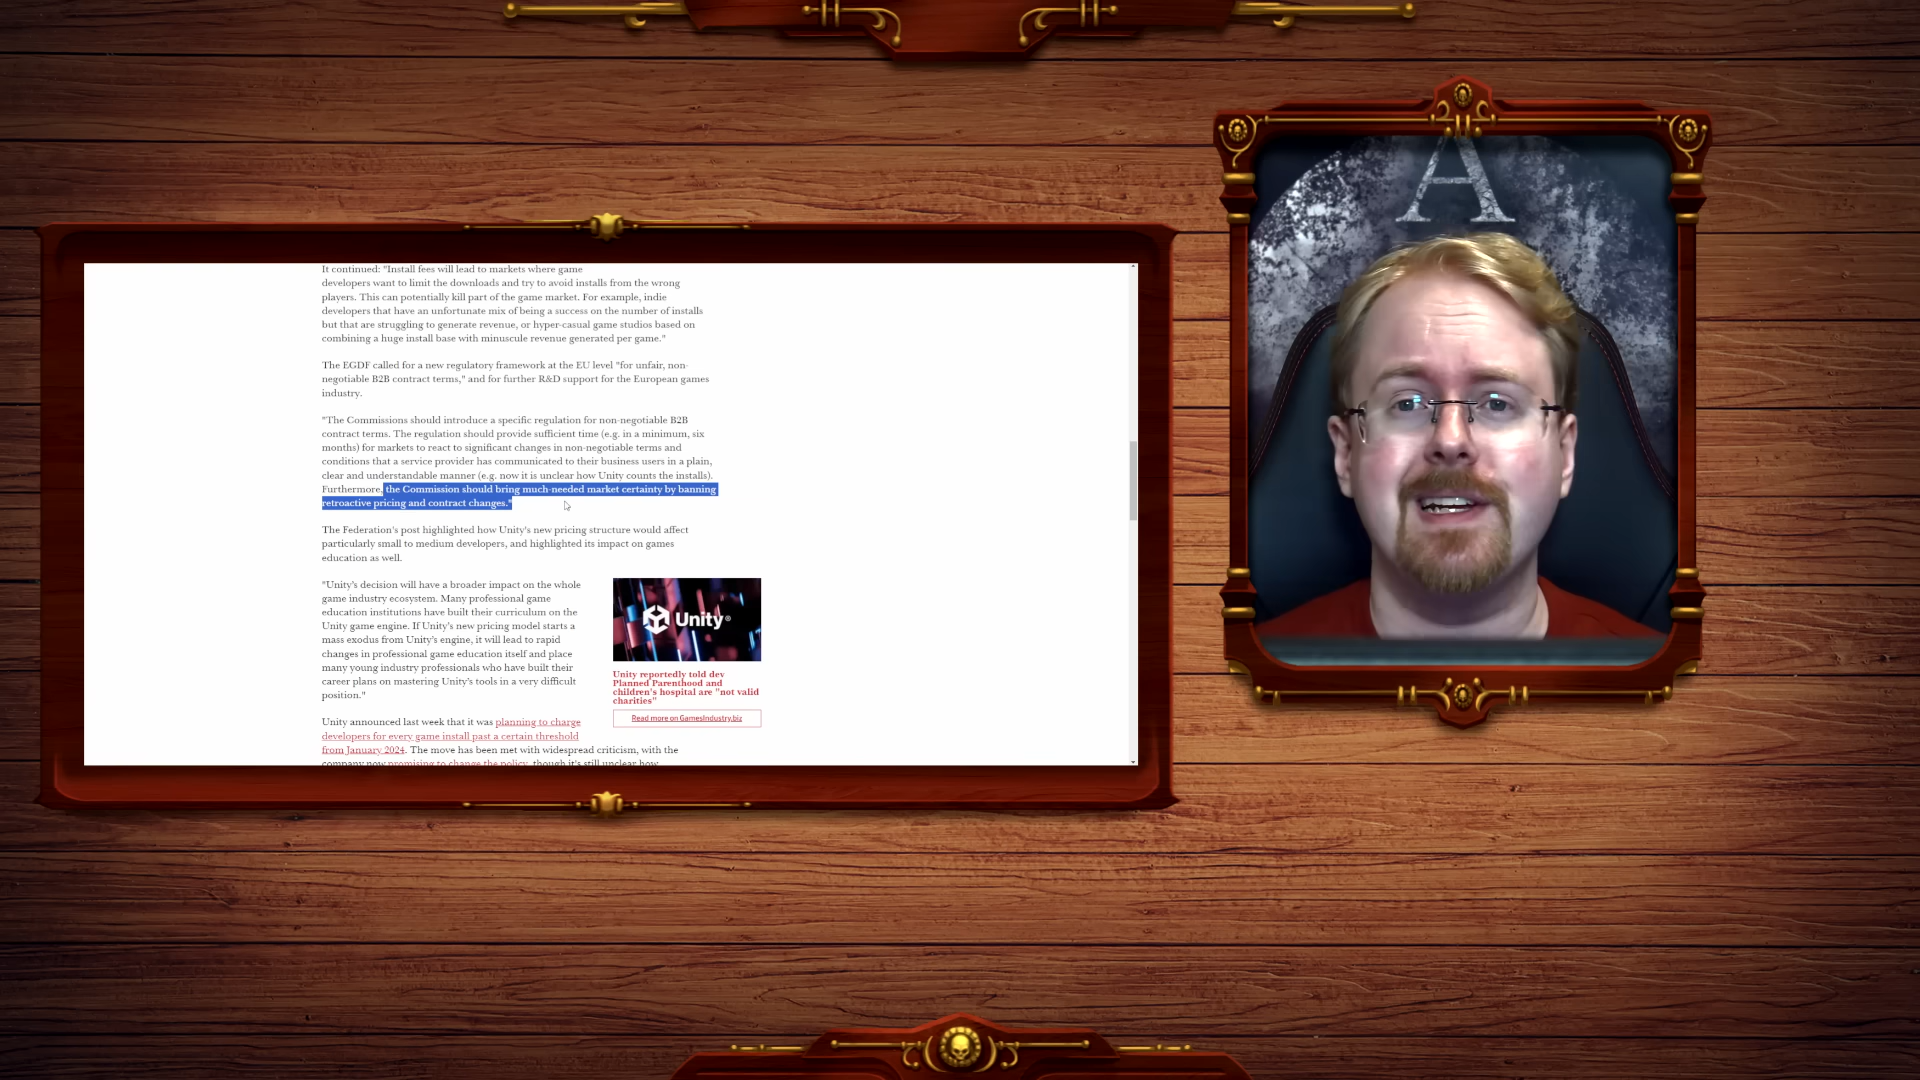 It continued: "Install fees will lead to markets where game
developers want to limit the downloads and try to avoid installs from the wrong
players. This can potentially kill part of the game market. For example, indie
developers that have an unfortunate mix of being a success on the number of installs
but that are struggling to generate revenue, or hyper-casual game studios based on
combining a huge install base with minuscule revenue generated per game."
The EGDF called for a new regulatory framework at the EU level "for unfair, non-
negotiable B2B contract terms," and for further R&D support for the European games
industry.
"The Commissions should introduce a specific regulation for non-negotiable B2B
contract terms. The regulation should provide sufficient time (e.g. in a minimum, six
months) for markets to react to significant changes in non-negotiable terms and
conditions that a service provider has communicated to their business users in a plain,
clear and understandable manner (e.g. now it is unclear how Unity counts the installs).
Furthermore, the Commission should bring much-needed market certainty by banning
retroactive pricing and contract changes."
The Federation's post highlighted how Unity's new pricing structure would affect
particularly small to medium developers, and highlighted its impact on games
education as well.
"Unity's decision will have a broader impact on the whole
game industry ecosystem. Many professional game
education institutions have built their curriculum on the
Unity game engine. If Unity's new pricing model starts a
mass exodus from Unity's engine, it will lead to rapid
changes in professional game education itself and place
many young industry professionals who have built their
career plans on mastering Unity's tools in a very difficult
position."
Unity®
Unity reportedly told dev
Planned Parenthood and
children's hospital are "not valid
charities"
Read more on GamesIndustry.biz
Unity announced last week that it was planning to charge
developers for every game install past a certain threshold
from January 2024. The move has been met with widespread criticism, with the
company now promising to change the policy, though it's still unclear how
A